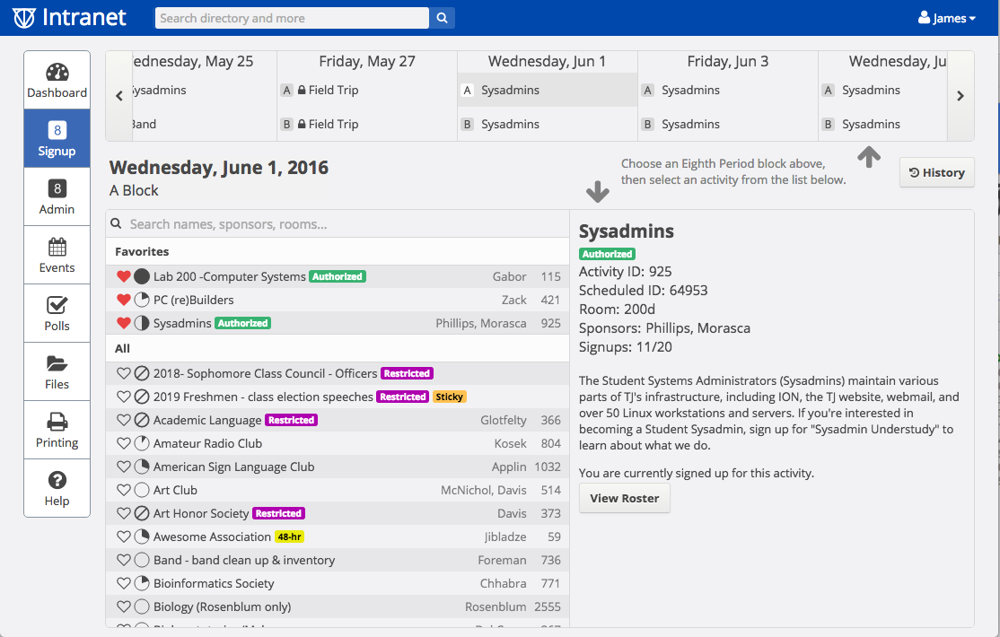 Intranet
Search directory and more
James
Dashboard
8
Signup
8
Admin
Events
Polls
Files
Printing
Help
ednesday, May 25
Sysadmins
Band
Friday, May 27
A Field Trip
B Field Trip
Wednesday, Jun 1
A Sysadmins
B Sysadmins
Friday, Jun 3
A Sysadmins
B Sysadmins
Wednesday, Ju
A Sysadmins
B Sysadmins
Wednesday, June 1, 2016
A Block
Choose an Eighth Period block above,
then select an activity from the list below.
History
Search names, sponsors, rooms...
Favorites
Lab 200 -Computer Systems Authorized Gabor 115
PC (re)Builders Zack 421
Sysadmins Authorized Phillips, Morasca 925
All
2018- Sophomore Class Council - Officers Restricted
2019 Freshmen - class election speeches Restricted Sticky
Academic Language Restricted Glotfelty 366
Amateur Radio Club Kosek 804
American Sign Language Club Applin 1032
Art Club McNichol, Davis 514
Art Honor Society Restricted Davis 373
Awesome Association 48-hr Jibladze 59
Band - band clean up & inventory Foreman 736
Bioinformatics Society Chhabra 771
Biology (Rosenblum only) Rosenblum 2555
Sysadmins
Authorized
Activity ID: 925
Scheduled ID: 64953
Room: 200d
Sponsors: Phillips, Morasca
Signups: 11/20
The Student Systems Administrators (Sysadmins) maintain various
parts of TJ's infrastructure, including ION, the TJ website, webmail, and
over 50 Linux workstations and servers. If you're interested in
becoming a Student Sysadmin, sign up for "Sysadmin Understudy" to
learn about what we do.
You are currently signed up for this activity.
View Roster